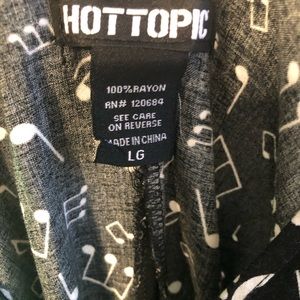 HOTTOPIC
100%RAYON
RN# 120684
SEE CARE
ON REVERSE
MADE IN CHINA
LG